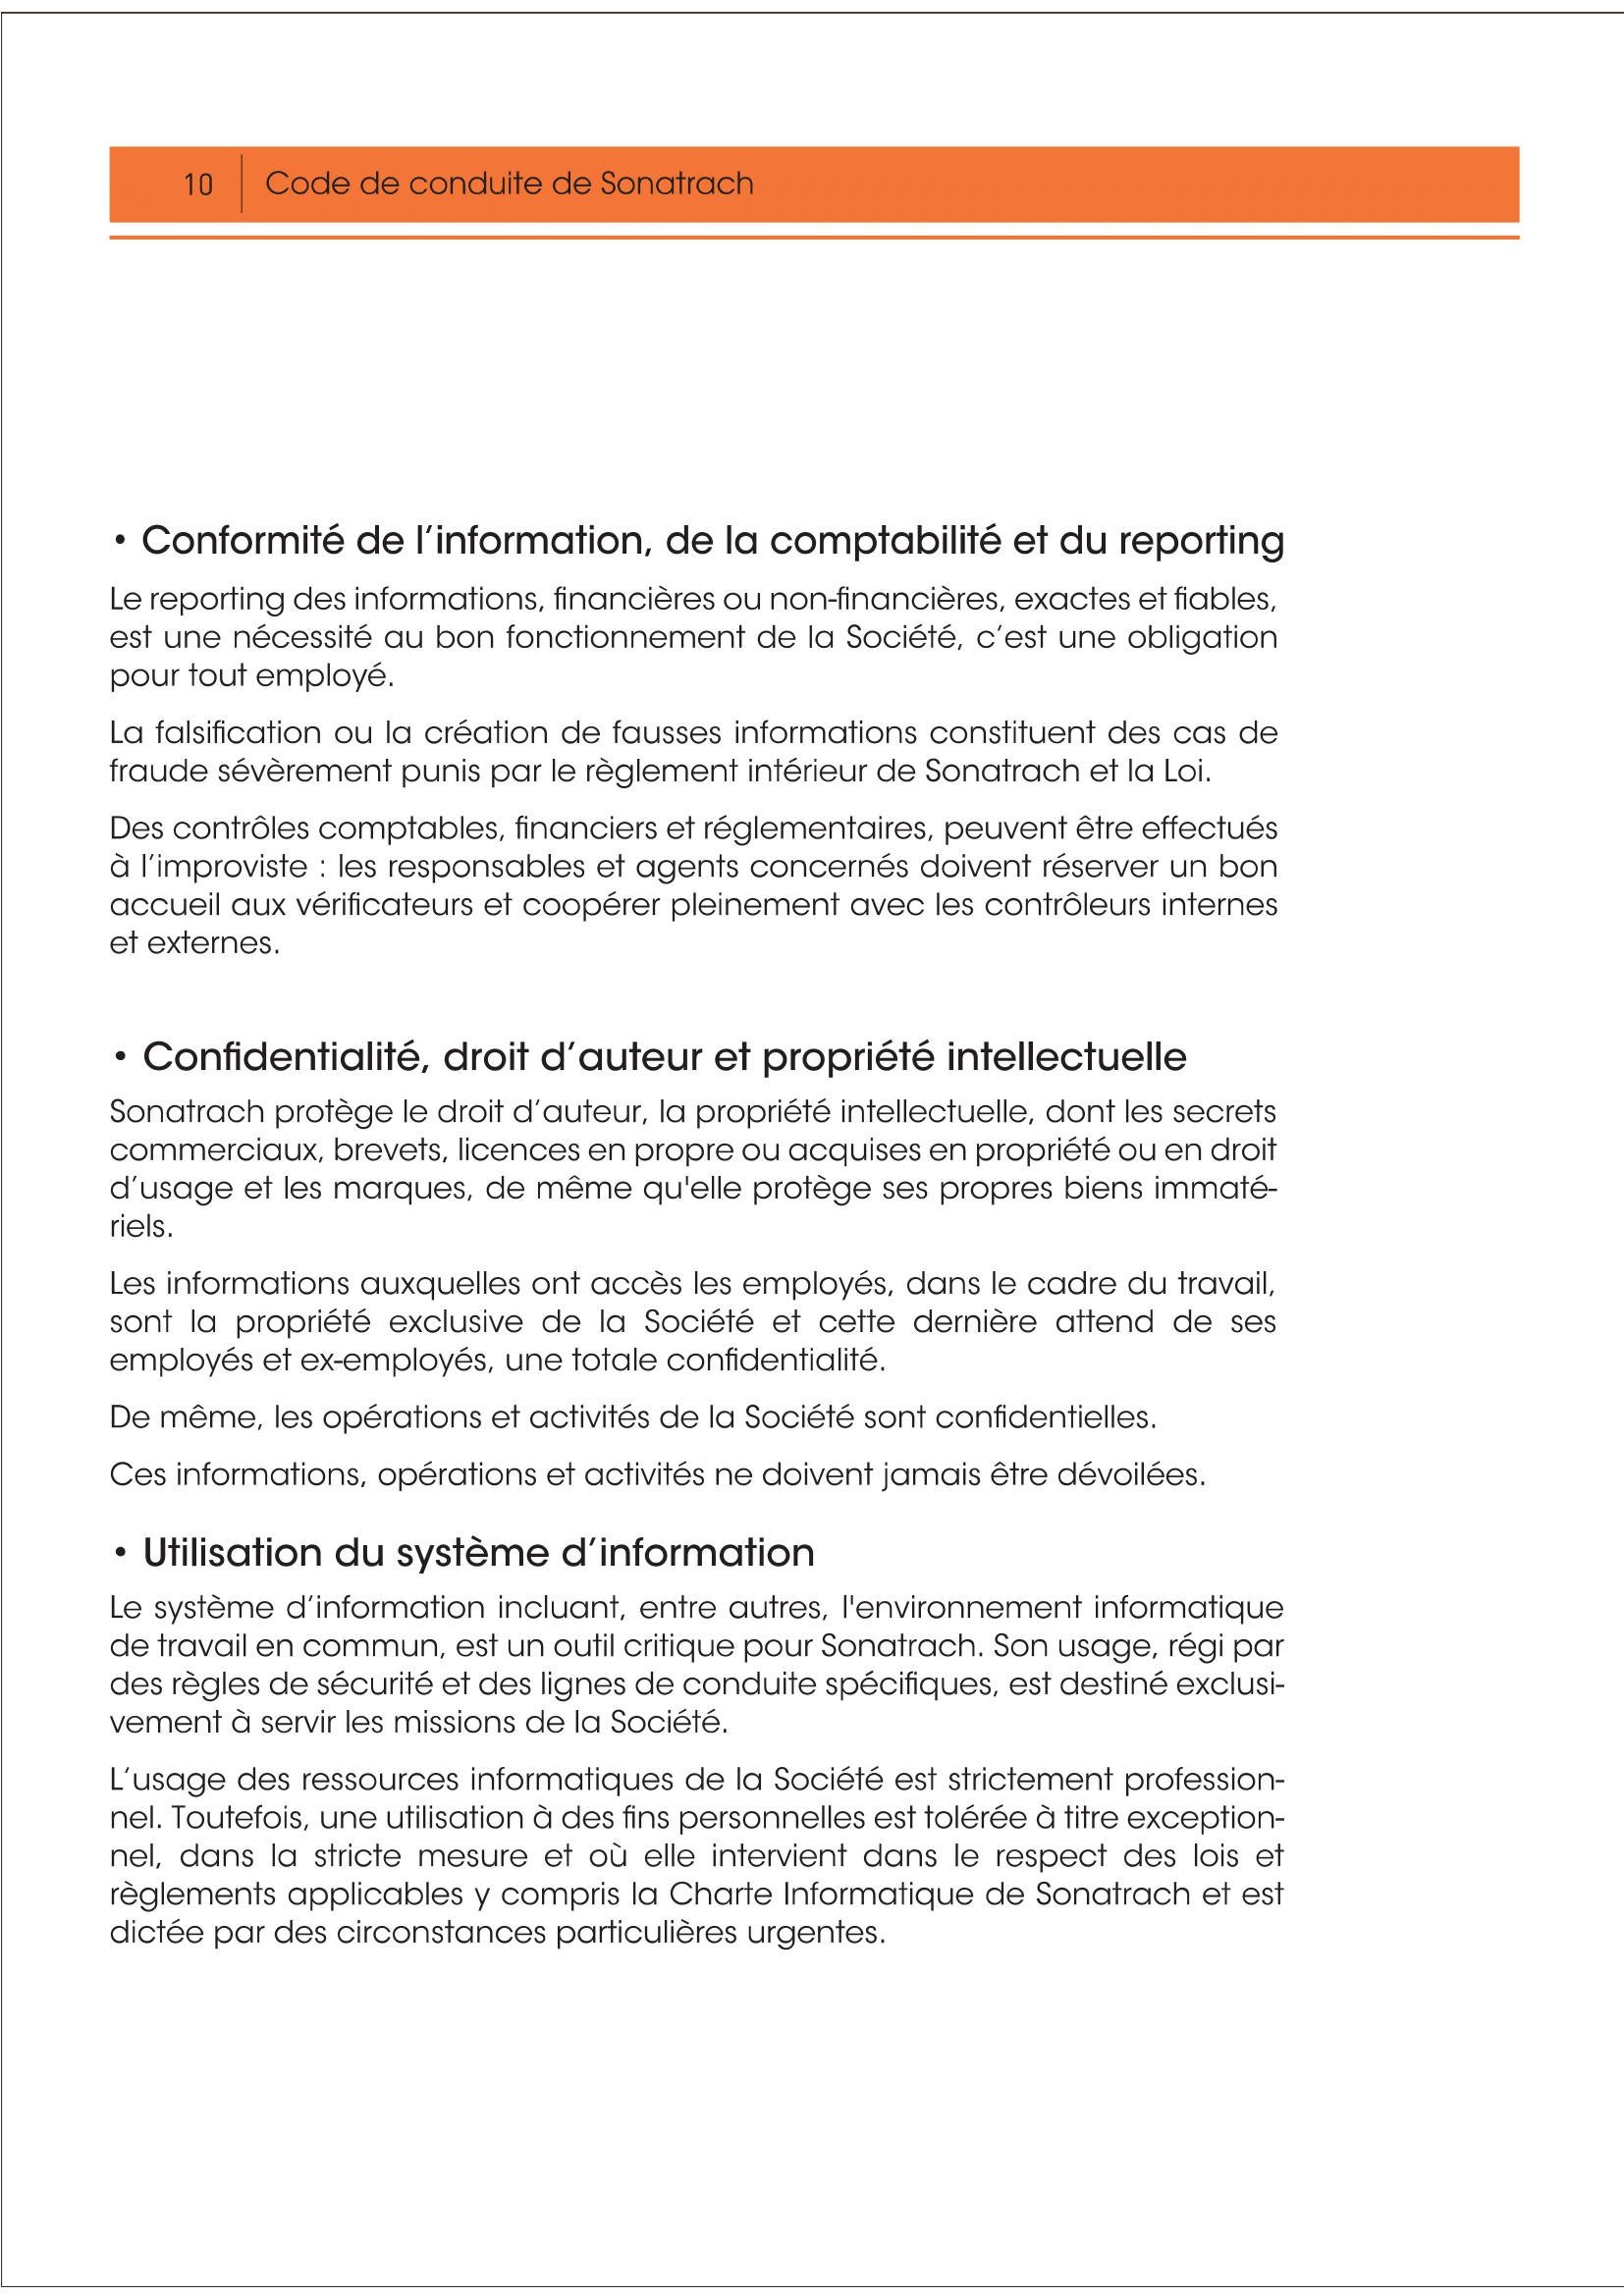 10 Code de conduite de Sonatrach
• Conformité de l’information, de la comptabilité et du reporting
Le reporting des informations, financières ou non-financières, exactes et fiables,
est une nécessité au bon fonctionnement de la Société, c’est une obligation
pour tout employé.
La falsification ou la création de fausses informations constituent des cas de
fraude sévèrement punis par le règlement intérieur de Sonatrach et la Loi.
Des contrôles comptables, financiers et réglementaires, peuvent être effectués
à l’improviste : les responsables et agents concernés doivent réserver un bon
accueil aux vérificateurs et coopérer pleinement avec les contrôleurs internes
et externes.
• Confidentialité, droit d’auteur et propriété intellectuelle
Sonatrach protège le droit d’auteur, la propriété intellectuelle, dont les secrets
commerciaux, brevets, licences en propre ou acquises en propriété ou en droit
d’usage et les marques, de même qu'elle protège ses propres biens immaté-
riels.
Les informations auxquelles ont accès les employés, dans le cadre du travail,
sont la propriété exclusive de la Société et cette dernière attend de ses
employés et ex-employés, une totale confidentialité.
De même, les opérations et activités de la Société sont confidentielles.
Ces informations, opérations et activités ne doivent jamais être dévoilées.
• Utilisation du système d’information
Le système d’information incluant, entre autres, l'environnement informatique
de travail en commun, est un outil critique pour Sonatrach. Son usage, régi par
des règles de sécurité et des lignes de conduite spécifiques, est destiné exclusi-
vement à servir les missions de la Société.
L’usage des ressources informatiques de la Société est strictement profession-
nel. Toutefois, une utilisation à des fins personnelles est tolérée à titre exception-
nel, dans la stricte mesure et où elle intervient dans le respect des lois et
règlements applicables y compris la Charte Informatique de Sonatrach et est
dictée par des circonstances particulières urgentes.